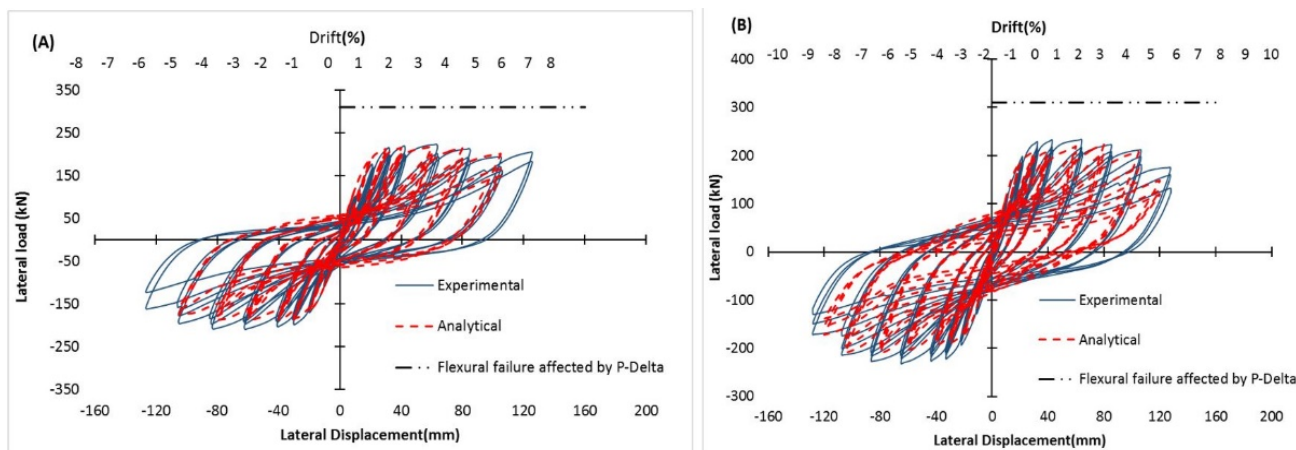 (A)
Drift(%)
-8 -7 -6 -5 -4 -3 -2 -1 0 1 2 3 4 5 6 7 8
350
250
150
50
-50
-150
-250
-350
Lateral load (kN)
Experimental
Analytical
Flexural failure affected by P-Delta
-160 -120 -80 -40 0 40 80 120 160 200
Lateral Displacement(mm)
(B)
Drift(%)
-10 -9 -8 -7 -6 -5 -4 -3 -2 -1 0 1 2 3 4 5 6 7 8 9 10
400
300
200
100
0
-100
-200
-300
Lateral load (kN)
Experimental
Analytical
Flexural failure affected by P-Delta
-160 -120 -80 -40 0 40 80 120 160 200
Lateral Displacement(mm)